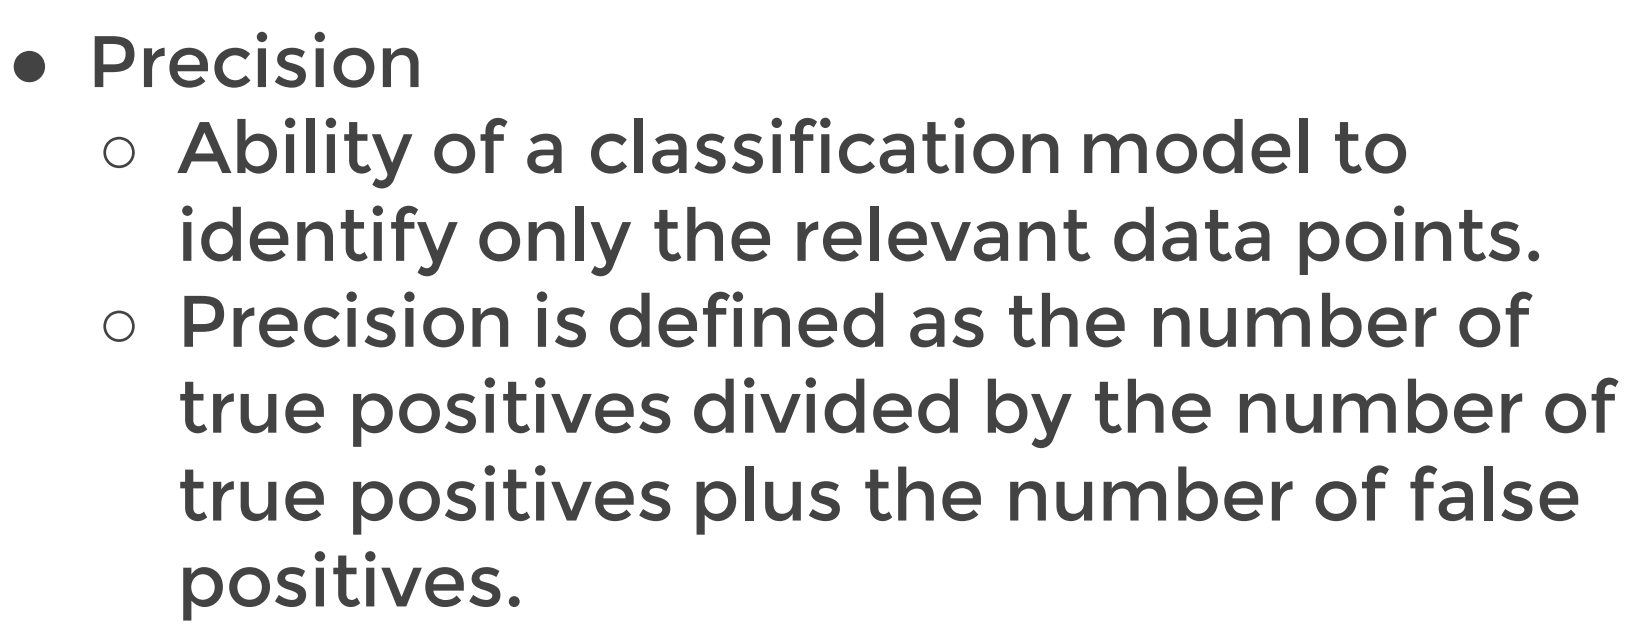 ● Precision
○ Ability of a classification model to
identify only the relevant data points.
○ Precision is defined as the number of
true positives divided by the number of
true positives plus the number of false
positives.